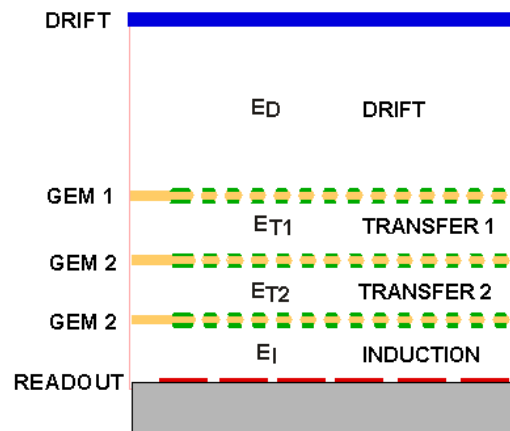 DRIFT
ED DRIFT
GEM 1
ET1 TRANSFER 1
GEM 2
ET2 TRANSFER 2
GEM 2
EI INDUCTION
READOUT